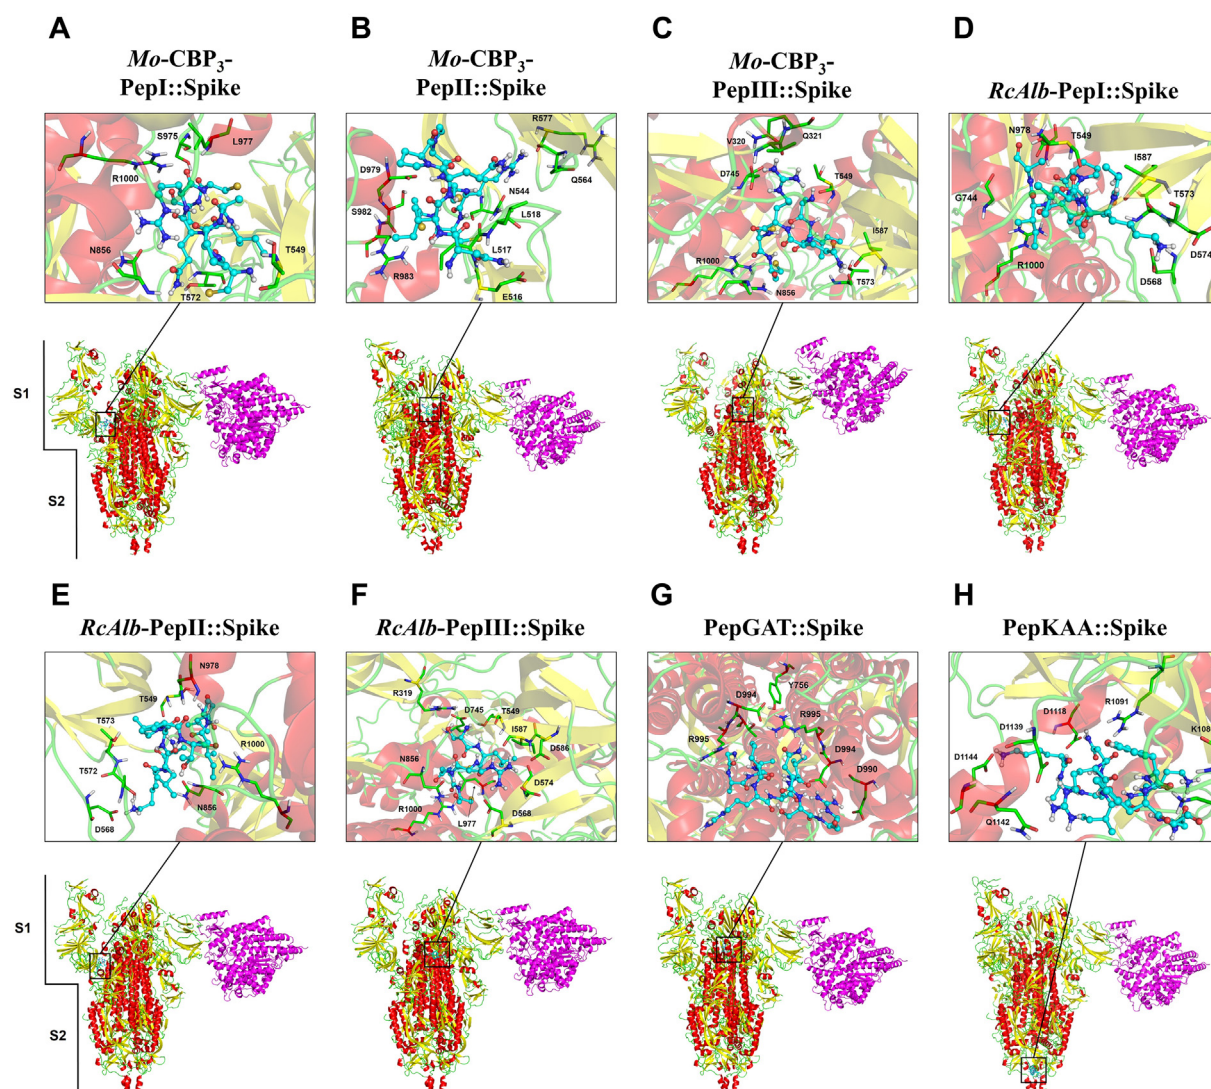 A
Mo-CBP3-
PepI::Spike
S975
L977
R1000
N856
T549
T572
B
Mo-CBP3-
PepII::Spike
R577
D979
Q564
N544
S982
L518
L517
R983
E516
C
Mo-CBP3-
PepIII::Spike
Q321
V320
D745
T549
I587
R1000
T573
N856
D
RcAlb-PepI::Spike
N978
T549
I587
G744
T573
R1000
D574
D568
S1
S2
E
RcAlb-PepII::Spike
N978
T549
T573
R1000
T572
N856
D568
F
RcAlb-PepIII::Spike
R319
D745
T549
I587
D586
N856
D574
R1000
D568
L977
G
PepGAT::Spike
Y756
D994
R995
R995
D994
D990
H
PepKAA::Spike
R1091
D1118
D1139
K108
D1144
Q1142
S1
S2